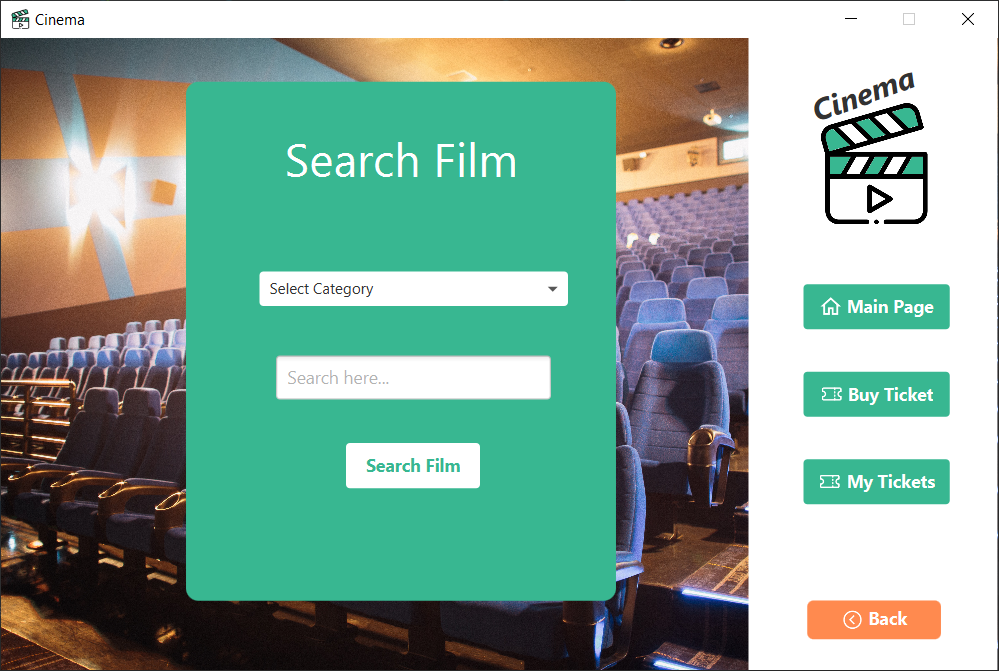 Cinema
Search Film
Select Category
Search here...
Search Film
Cinema
Main Page
Buy Ticket
My Tickets
Back